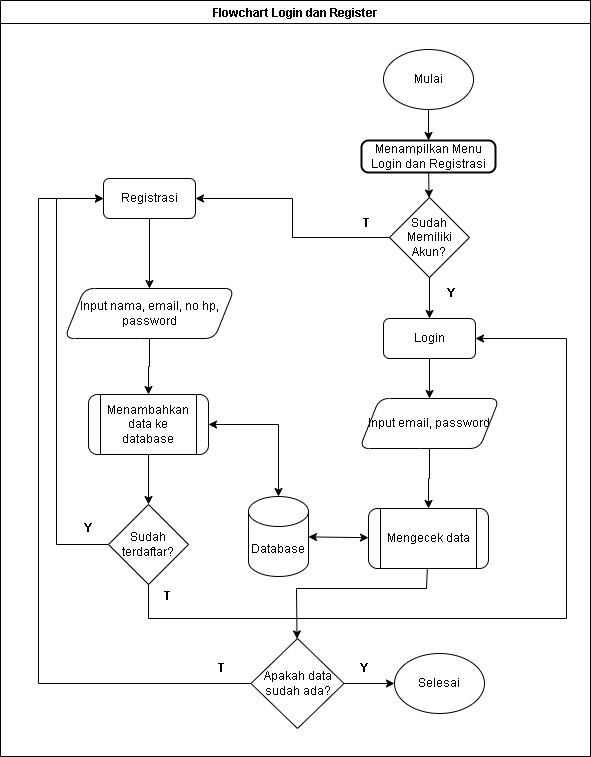 Flowchart Login dan Register
Mulai
Menampilkan Menu
Login dan Registrasi
Registrasi
T
Sudah
Memiliki
Akun?
Y
Input nama, email, no hp,
password
Login
Menambahkan
data ke
database
Input email, password
Y
Sudah
terdaftar?
Database
Mengecek data
T
T
Apakah data
sudah ada?
Y
Selesai